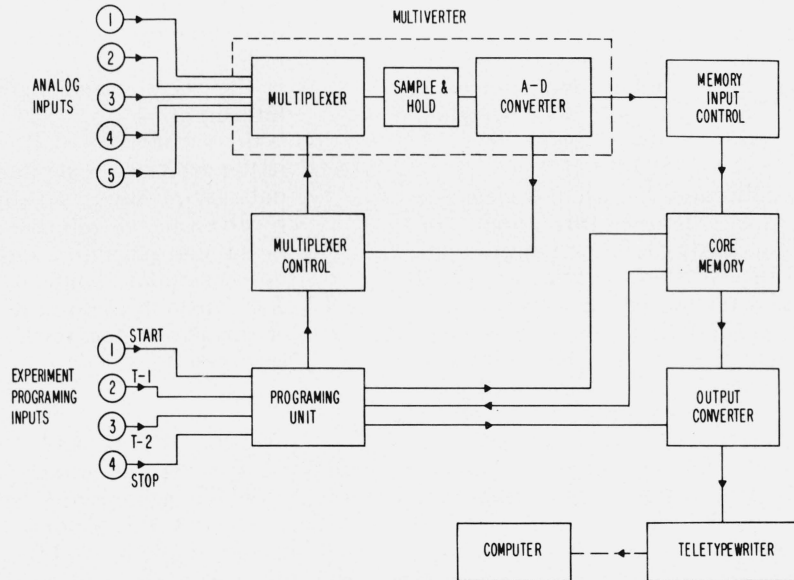 MULTIVERTER
1
2
3
4
5
ANALOG
INPUTS
MULTIPLEXER
SAMPLE &
HOLD
A-D
CONVERTER
MEMORY
INPUT
CONTROL
MULTIPLEXER
CONTROL
CORE
MEMORY
EXPERIMENT
PROGRAMING
INPUTS
1
START
2
T-1
3
T-2
4
STOP
PROGRAMING
UNIT
OUTPUT
CONVERTER
COMPUTER
TELETYPEWRITER